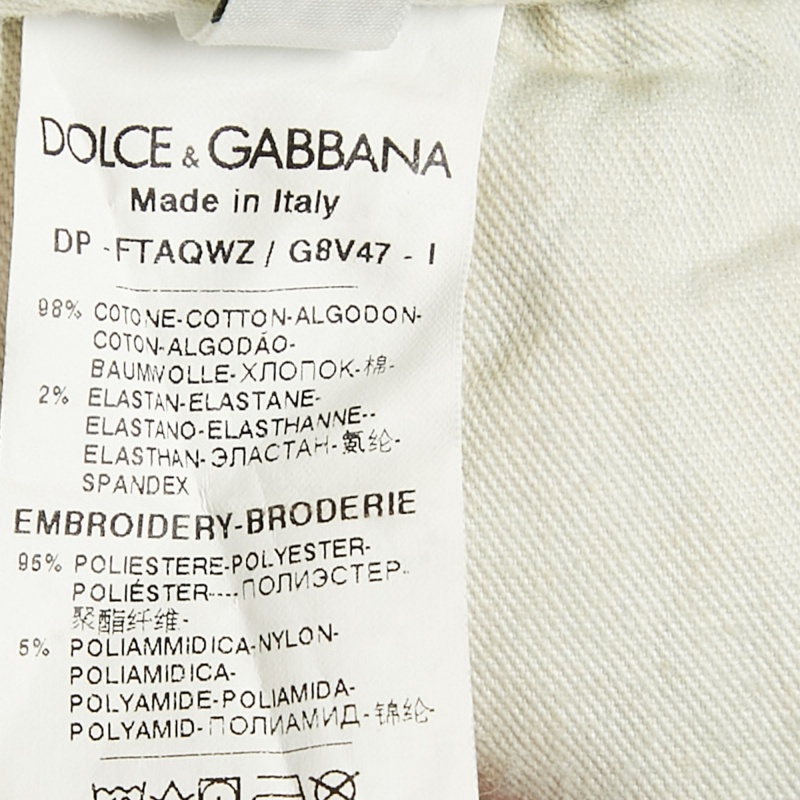 DOLCE & GABBANA
Made in Italy
DP -FTAQWZ / G8V47 - I
98% COTONE-COTTON-ALGODON-
COTON-ALGODÃO-
BAUMWOLLE-ХЛОПОК-棉-
2% ELASTAN-ELASTANE-
ELASTANO-ELASTHANNE--
ELASTHAN-ЭЛАСТАН-氨纶-
SPANDEX
EMBROIDERY-BRODERIE
95% POLIESTERE-POLYESTER-
POLIÉSTER----ПОЛИЭСТЕР-
聚酯纤维-
5% POLIAMMIDICA-NYLON-
POLIAMIDICA-
POLYAMIDE-POLIAMIDA-
POLYAMID-ПОЛИАМИД-锦纶-